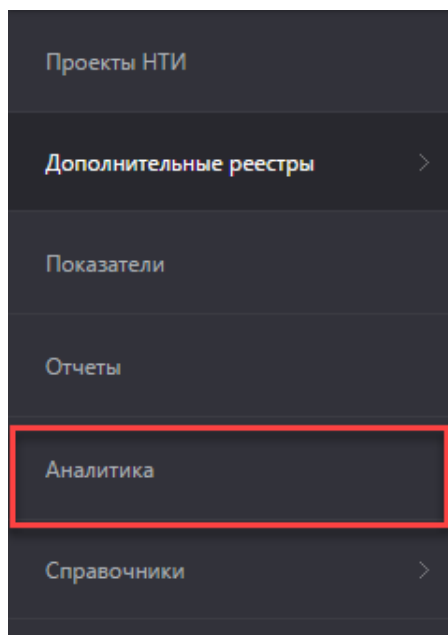 Проекты НТИ
Дополнительные реестры
Показатели
Отчеты
Аналитика
Справочники